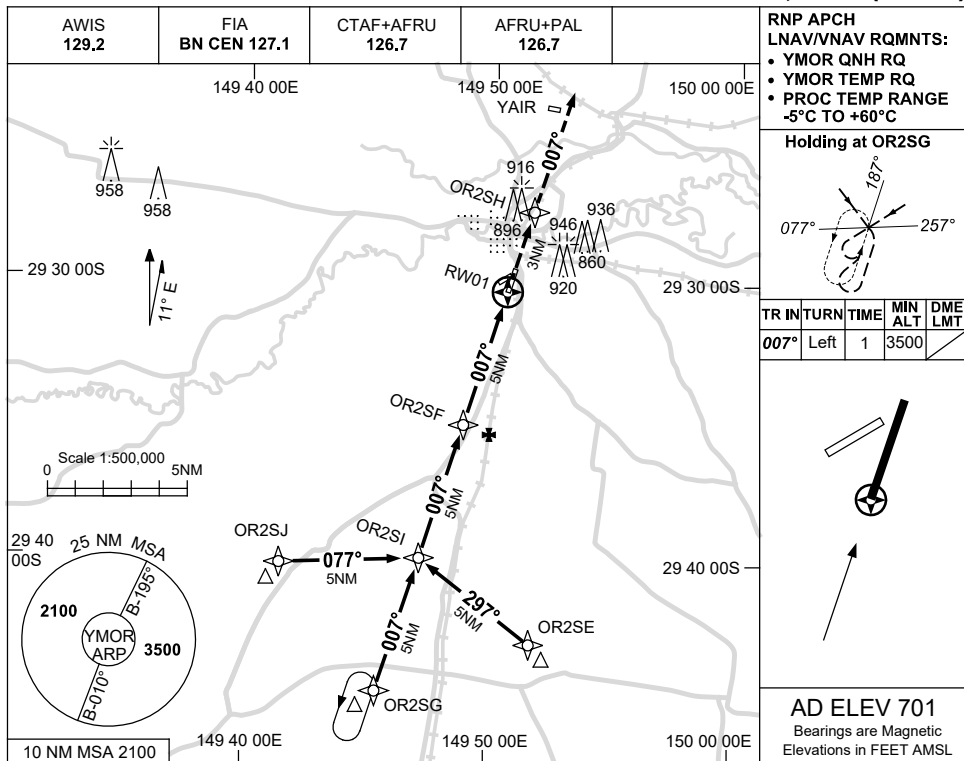 AWIS
129.2
FIA
BN CEN 127.1
CTAF+AFRU
126.7
AFRU+PAL
126.7
RNP APCH
LNAV/VNAV RQMNTS:
• YMOR QNH RQ
• YMOR TEMP RQ
• PROC TEMP RANGE
-5°C TO +60°C
149 40 00E
149 50 00E
150 00 00E
YAIR
007°
958
958
916
OR2SH
896
946
936
860
920
3NM
RW01
11° E
29 30 00S
29 30 00S
Holding at OR2SG
187°
077°
257°
TR IN
TURN
TIME
MIN ALT
DME LMT
007°
Left
1
3500
007°
5NM
OR2SF
Scale 1:500,000
0
5NM
007°
5NM
OR2SJ
OR2SI
29 40
00S
29 40 00S
077°
5NM
297°
5NM
OR2SE
007°
5NM
OR2SG
25 NM MSA
2100
B-195°
YMOR
ARP
3500
B-010°
10 NM MSA 2100
149 40 00E
149 50 00E
150 00 00E
AD ELEV 701
Bearings are Magnetic
Elevations in FEET AMSL